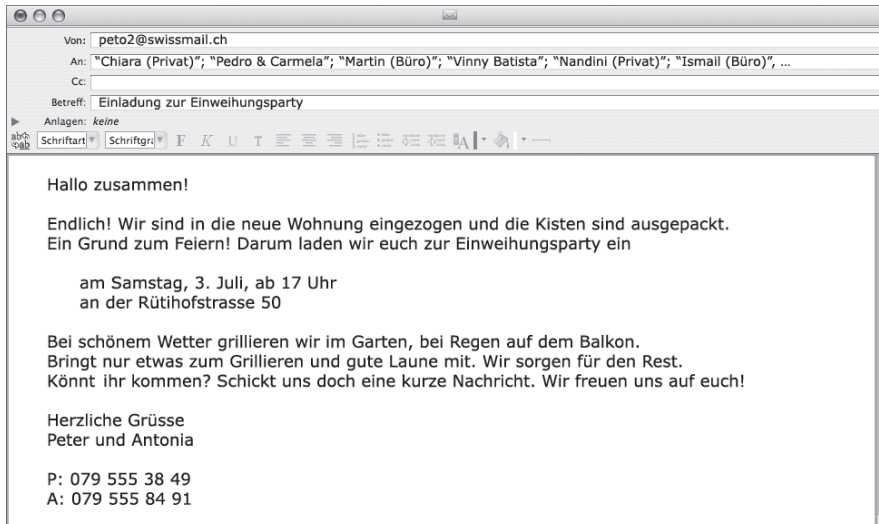 Von: peto2@swissmail.ch
An: “Chiara (Privat)”; “Pedro & Carmela”; “Martin (Büro)”; “Vinny Batista”; “Nandini (Privat)”; “Ismail (Büro)”, ...
Cc:
Betreff: Einladung zur Einweihungsparty
Anlagen: keine
Schriftart Schriftgrö F K U T
Hallo zusammen!
Endlich! Wir sind in die neue Wohnung eingezogen und die Kisten sind ausgepackt.
Ein Grund zum Feiern! Darum laden wir euch zur Einweihungsparty ein
am Samstag, 3. Juli, ab 17 Uhr
an der Rütihofstrasse 50
Bei schönem Wetter grillieren wir im Garten, bei Regen auf dem Balkon.
Bringt nur etwas zum Grillieren und gute Laune mit. Wir sorgen für den Rest.
Könnt ihr kommen? Schickt uns doch eine kurze Nachricht. Wir freuen uns auf euch!
Herzliche Grüsse
Peter und Antonia
P: 079 555 38 49
A: 079 555 84 91